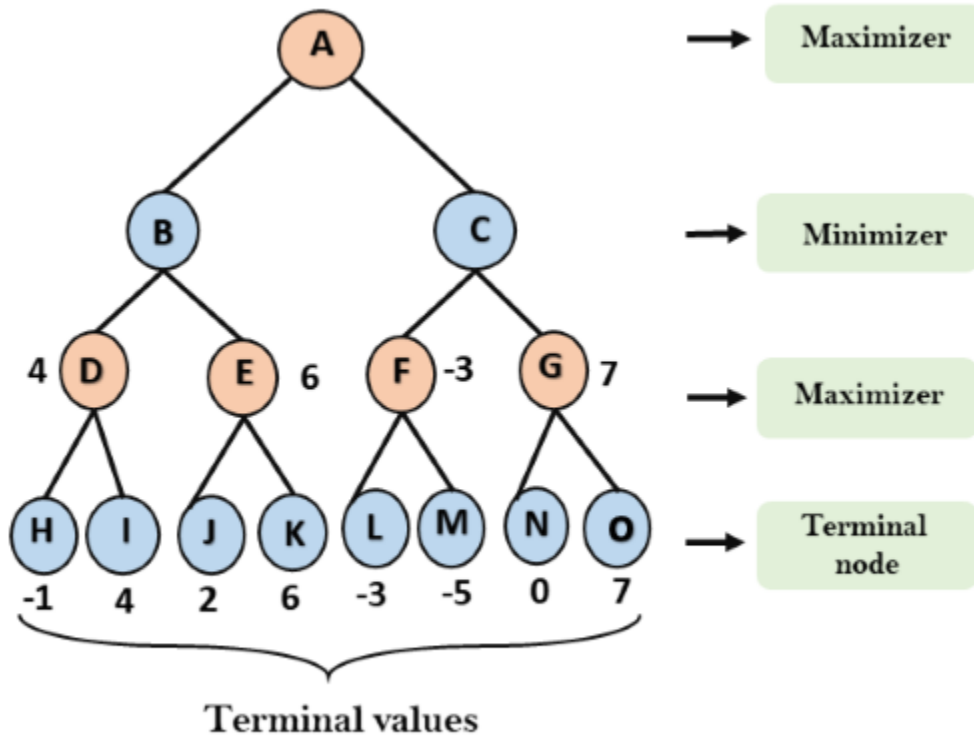 A
Maximizer
B
C
Minimizer
4 D
E 6
F -3
G 7
Maximizer
H I J K L M N O
Terminal
node
-1 4 2 6 -3 -5 0 7
Terminal values